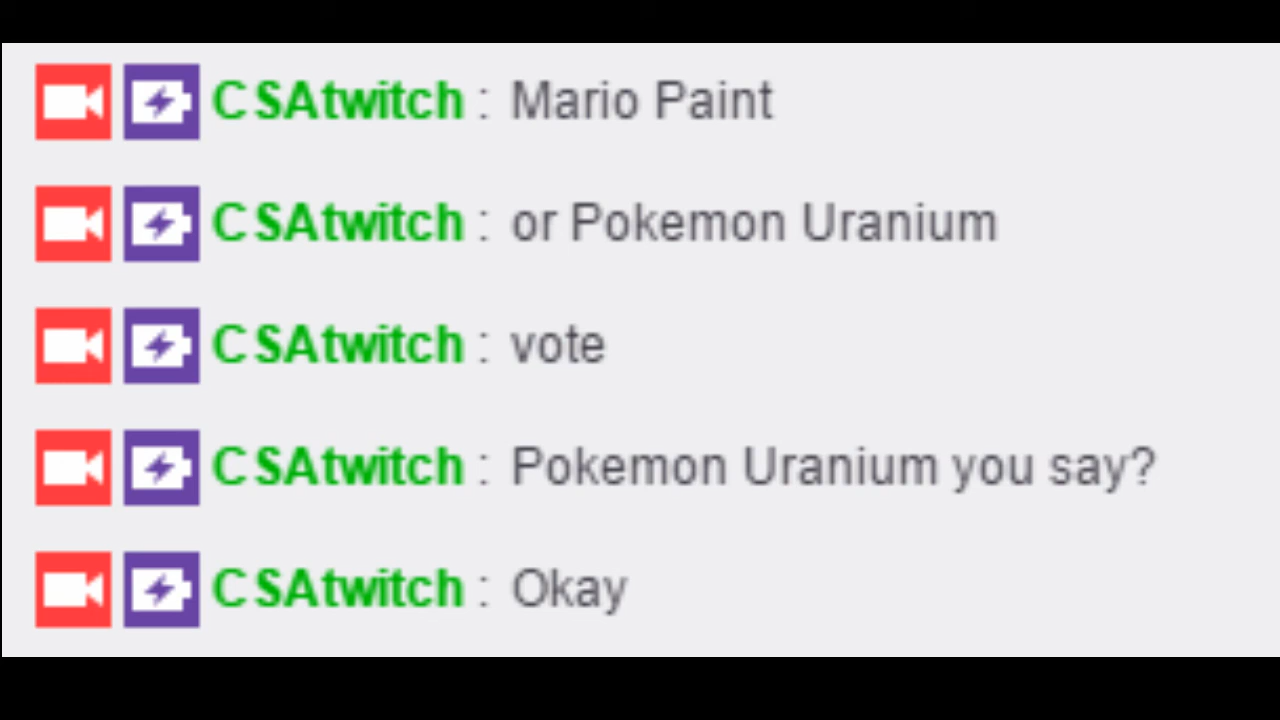 CSAtwitch : Mario Paint
CSAtwitch : or Pokemon Uranium
CSAtwitch : vote
CSAtwitch : Pokemon Uranium you say?
CSAtwitch : Okay